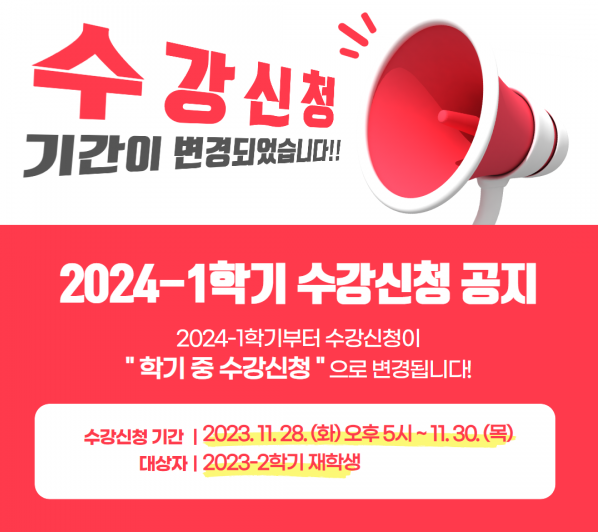 수강신청
기간이 변경되었습니다!!
2024-1학기 수강신청 공지
2024-1학기부터 수강신청이
" 학기 중 수강신청 " 으로 변경됩니다!
수강신청 기간 | 2023. 11. 28. (화) 오후 5시 ~ 11. 30. (목)
대상자 | 2023-2학기 재학생